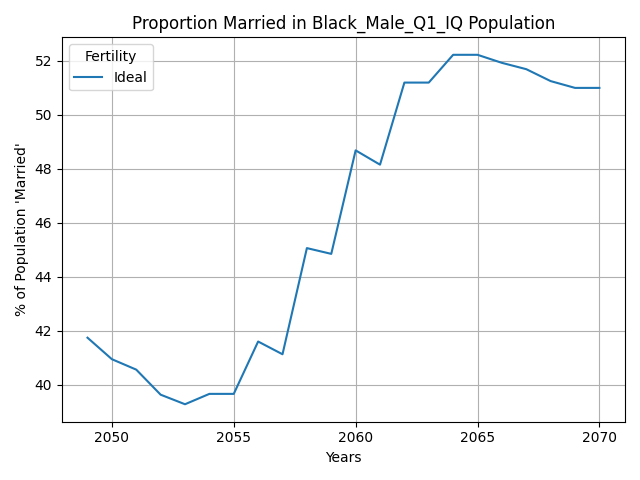 Proportion Married in Black_Male_Q1_IQ Population
Fertility
Ideal
% of Population 'Married'
52
50
48
46
44
42
40
2050 2055 2060 2065 2070
Years